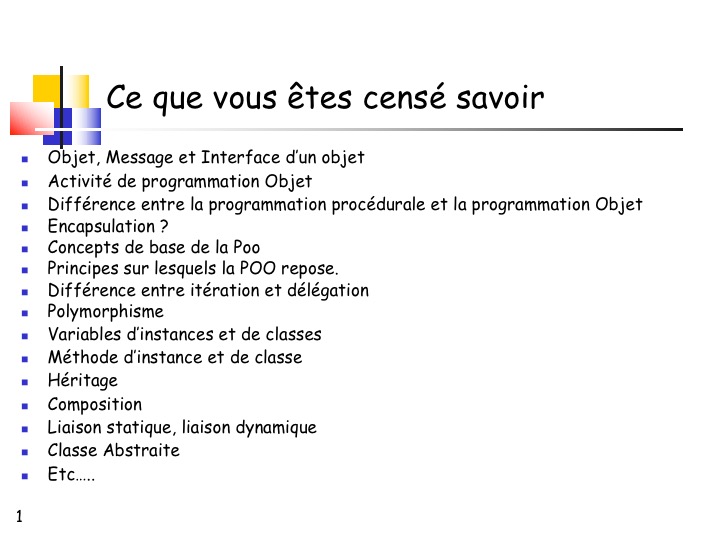 Ce que vous êtes censé savoir
Objet, Message et Interface d’un objet
Activité de programmation Objet
Différence entre la programmation procédurale et la programmation Objet
Encapsulation ?
Concepts de base de la Poo
Principes sur lesquels la POO repose.
Différence entre itération et délégation
Polymorphisme
Variables d’instances et de classes
Méthode d’instance et de classe
Héritage
Composition
Liaison statique, liaison dynamique
Classe Abstraite
Etc…..
1